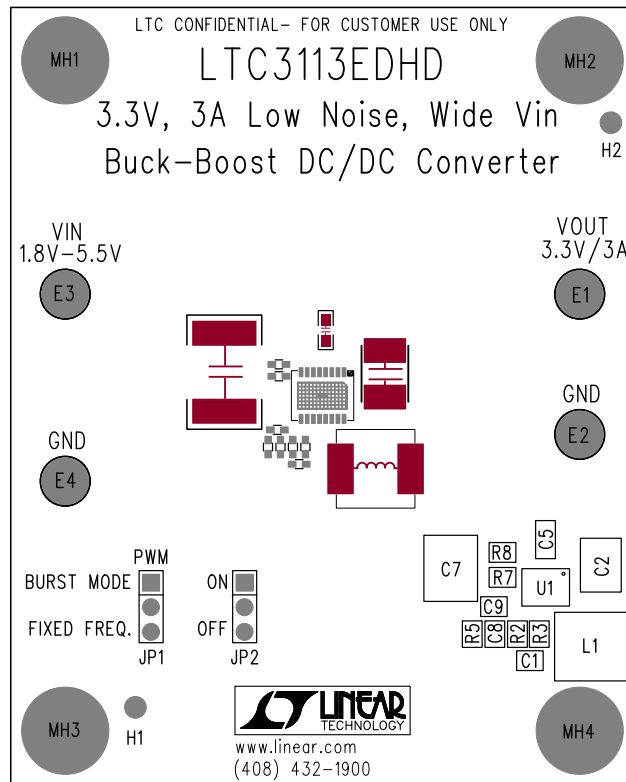 LTC CONFIDENTIAL- FOR CUSTOMER USE ONLY
MH1
LTC3113EDHD
MH2
3.3V, 3A Low Noise, Wide Vin
H2
Buck-Boost DC/DC Converter
VIN
1.8V-5.5V
VOUT
3.3V/3A
E3
E1
GND
E2
GND
E4
PWM
BURST MODE
FIXED FREQ.
JP1
ON
OFF
JP2
C7
R8
R7
C5
U1
C2
C9
R5
C8
R2
R3
C1
L1
MH3
H1
LT LINEAR
TECHNOLOGY
www.linear.com
(408) 432-1900
MH4